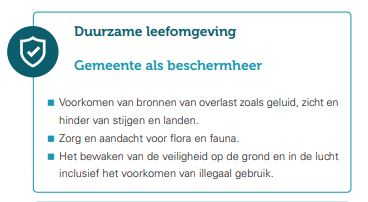 Duurzame leefomgeving
Gemeente als beschermheer
Voorkomen van bronnen van overlast zoals geluid, zicht en
hinder van stijgen en landen.
Zorg en aandacht voor flora en fauna.
Het bewaken van de veiligheid op de grond en in de lucht
inclusief het voorkomen van illegaal gebruik.